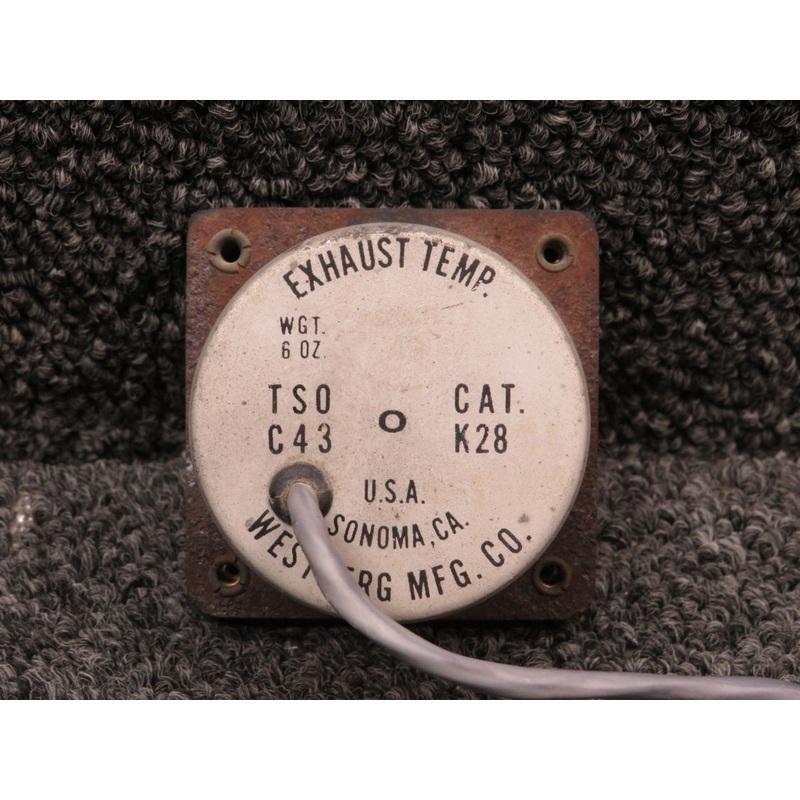 EXHAUST TEMP.
WGT.
6 OZ.
TSO
C43
O
CAT.
K28
U.S.A.
SONOMA, CA.
MFG. CO.